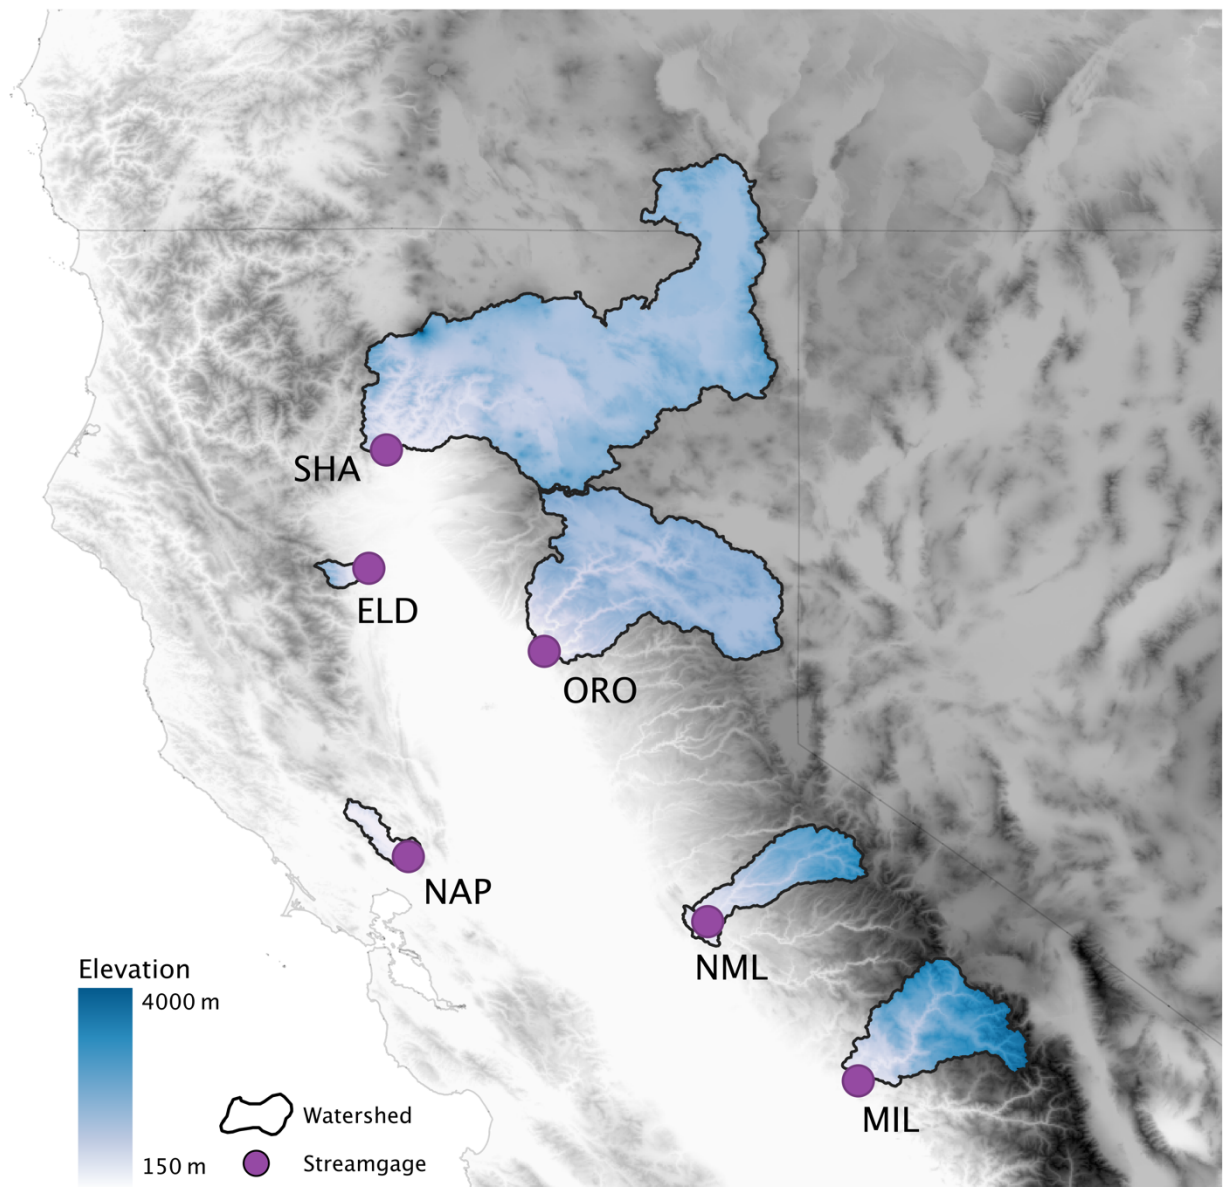 SHA
ELD
ORO
NAP
NML
MIL
Elevation
4000 m
150 m
Watershed
Streamgage